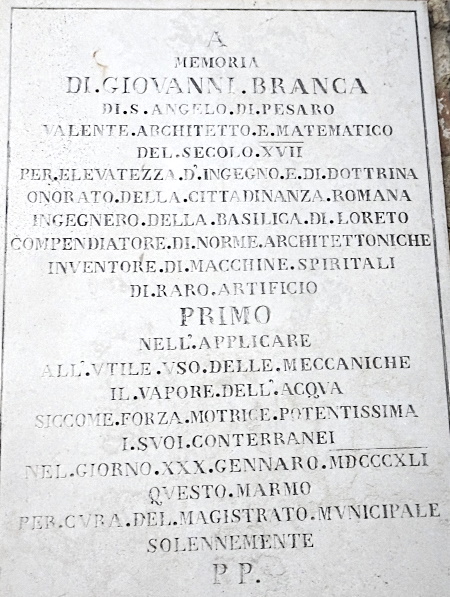 A
MEMORIA
DI.GIOVANNI.BRANCA
DI.S.ANGELO.DI.PESARO
VALENTE.ARCHITETTO.E.MATEMATICO
DEL.SECOLO.XVII
PER.ELEVATEZZA.D'.INGEGNO.E.DI.DOTTRINA
ONORATO.DELLA.CITTADINANZA.ROMANA
INGEGNERO.DELLA.BASILICA.DI.LORETO
COMPENDIATORE.DI.NORME.ARCHITETTONICHE
INVENTORE.DI.MACCHINE.SPIRITALI
DI.RARO.ARTIFICIO
PRIMO
NELL'.APPLICARE
ALL'.VTILE.VSO.DELLE.MECCANICHE
IL.VAPORE.DELL'.ACQVA
SICCOME.FORZA.MOTRICE.POTENTISSIMA
I.SVOI.CONTERRANEI
NEL.GIORNO.XXX.GENNARO.MDCCCXLI
QVESTO.MARMO
PER.CVRA.DEL.MAGISTRATO.MVNICIPALE
SOLENNEMENTE
P P.